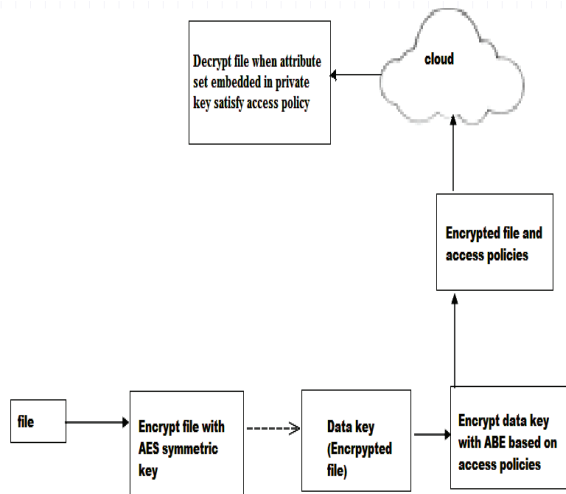 Decrypt file when attribute
set embedded in private
key satisfy access policy
cloud
Encrypted file and
access policies
file
Encrypt file with
AES symmetric
key
Data key
(Encrpypted
file)
Encrypt data key
with ABE based on
access policies